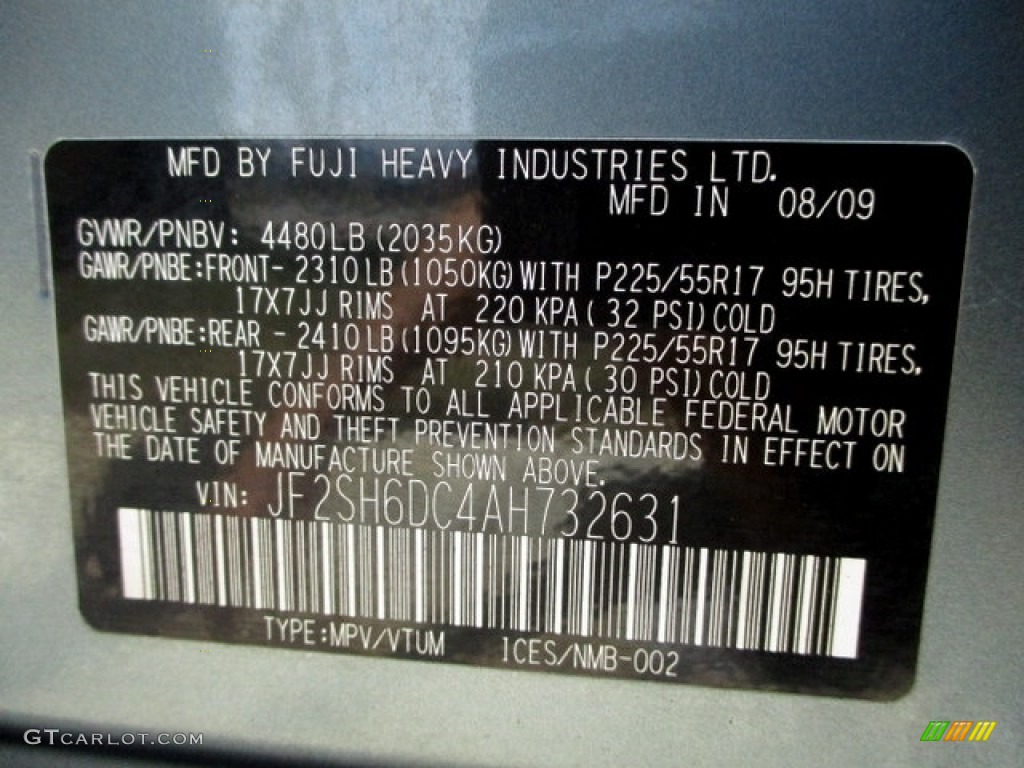 MFD BY FUJI HEAVY INDUSTRIES LTD.
MFD IN 08/09
GVWR/PNBV: 4480LB (2035KG)
GAWR/PNBE:FRONT- 2310LB (1050KG) WITH P225/55R17 95H TIRES,
17X7JJ RIMS AT 220 KPA ( 32 PSI) COLD
GAWR/PNBE:REAR - 2410LB (1095KG) WITH P225/55R17 95H TIRES,
17X7JJ RIMS AT 210 KPA ( 30 PSI) COLD
THIS VEHICLE CONFORMS TO ALL APPLICABLE FEDERAL MOTOR
VEHICLE SAFETY AND THEFT PREVENTION STANDARDS IN EFFECT ON
THE DATE OF MANUFACTURE SHOWN ABOVE.
VIN: JF2SH6DC4AH732631
TYPE:MPV/VTUM ICES/NMB-002
GTCARLOT.COM